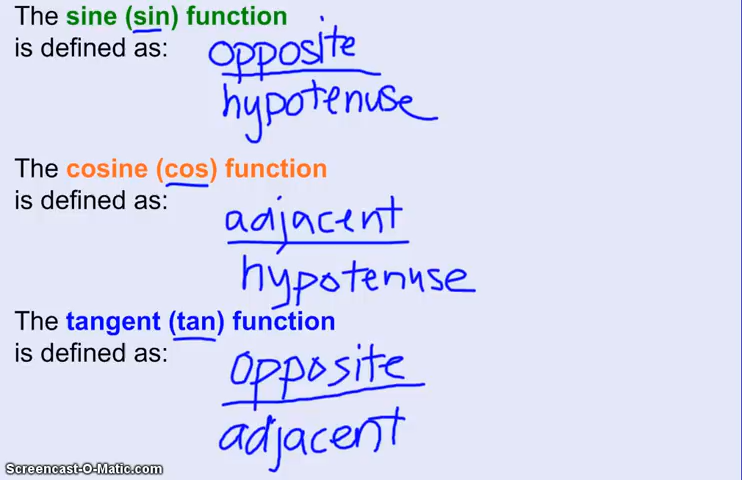 The sine (sin) function
is defined as:
opposite
hypotenuse
The cosine (cos) function
is defined as:
adjacent
hypotenuse
The tangent (tan) function
is defined as:
opposite
adjacent
Screencast-O-Matic.com